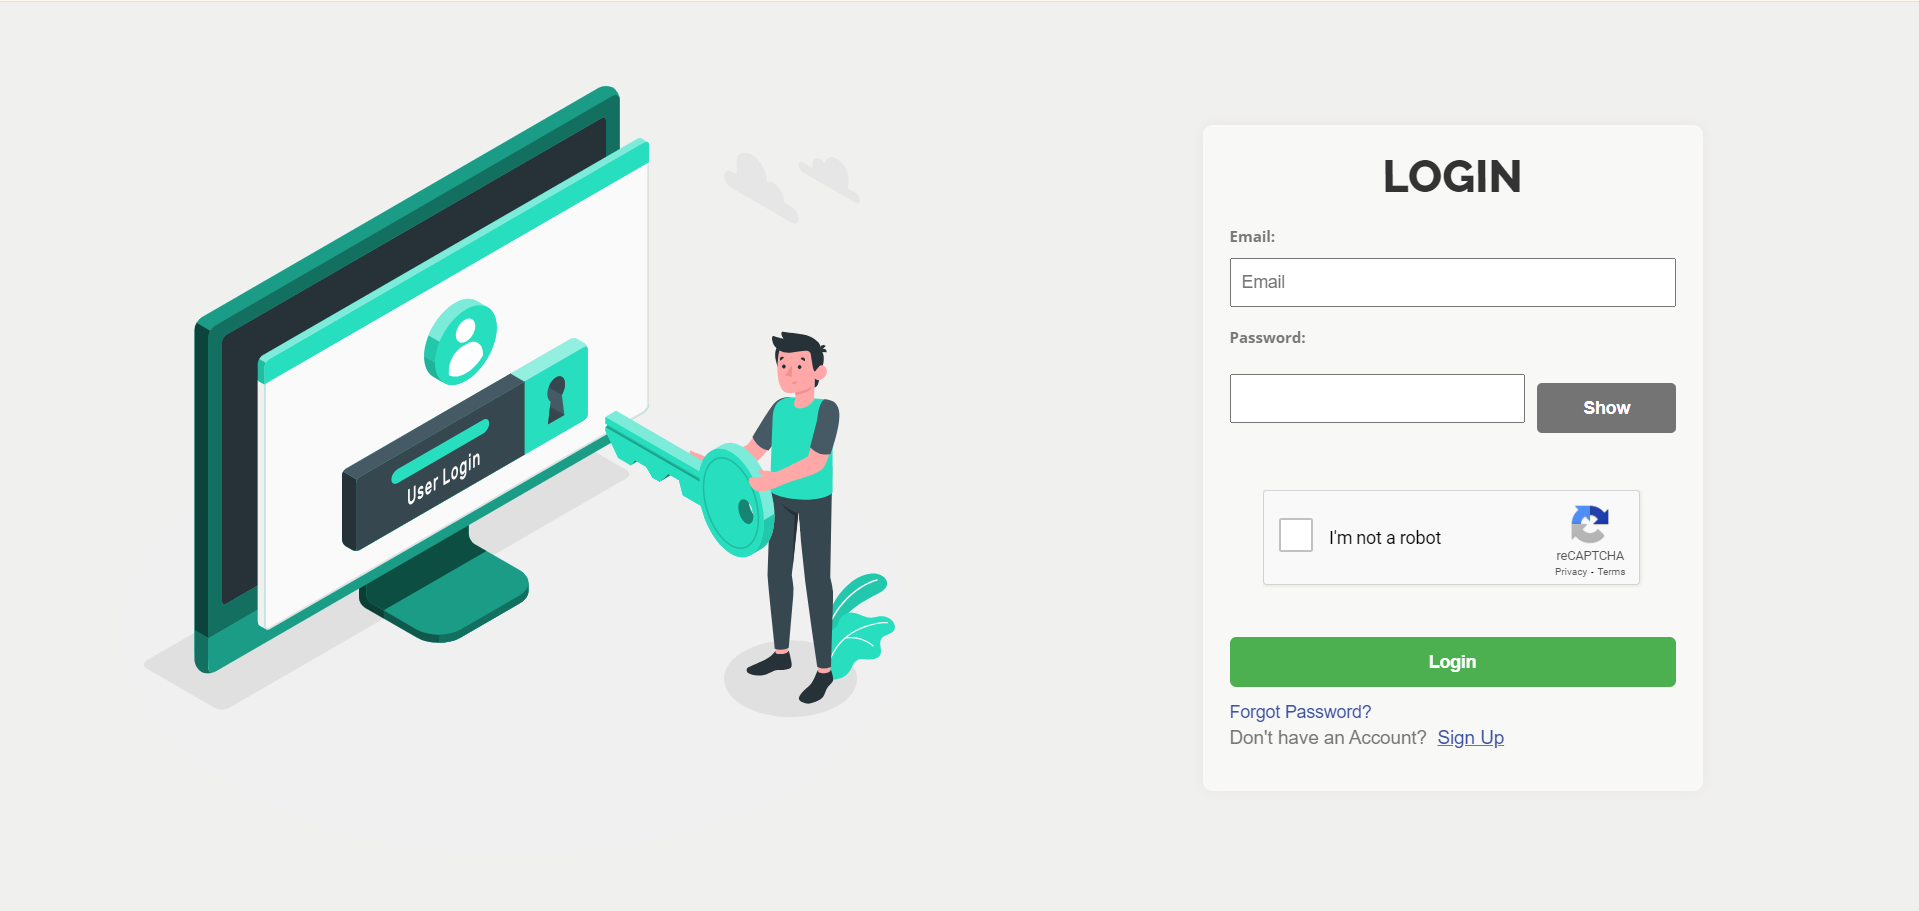 User Login
LOGIN
Email:
Email
Password:
Show
I'm not a robot
reCAPTCHA
Privacy - Terms
Login
Forgot Password?
Don't have an Account? Sign Up